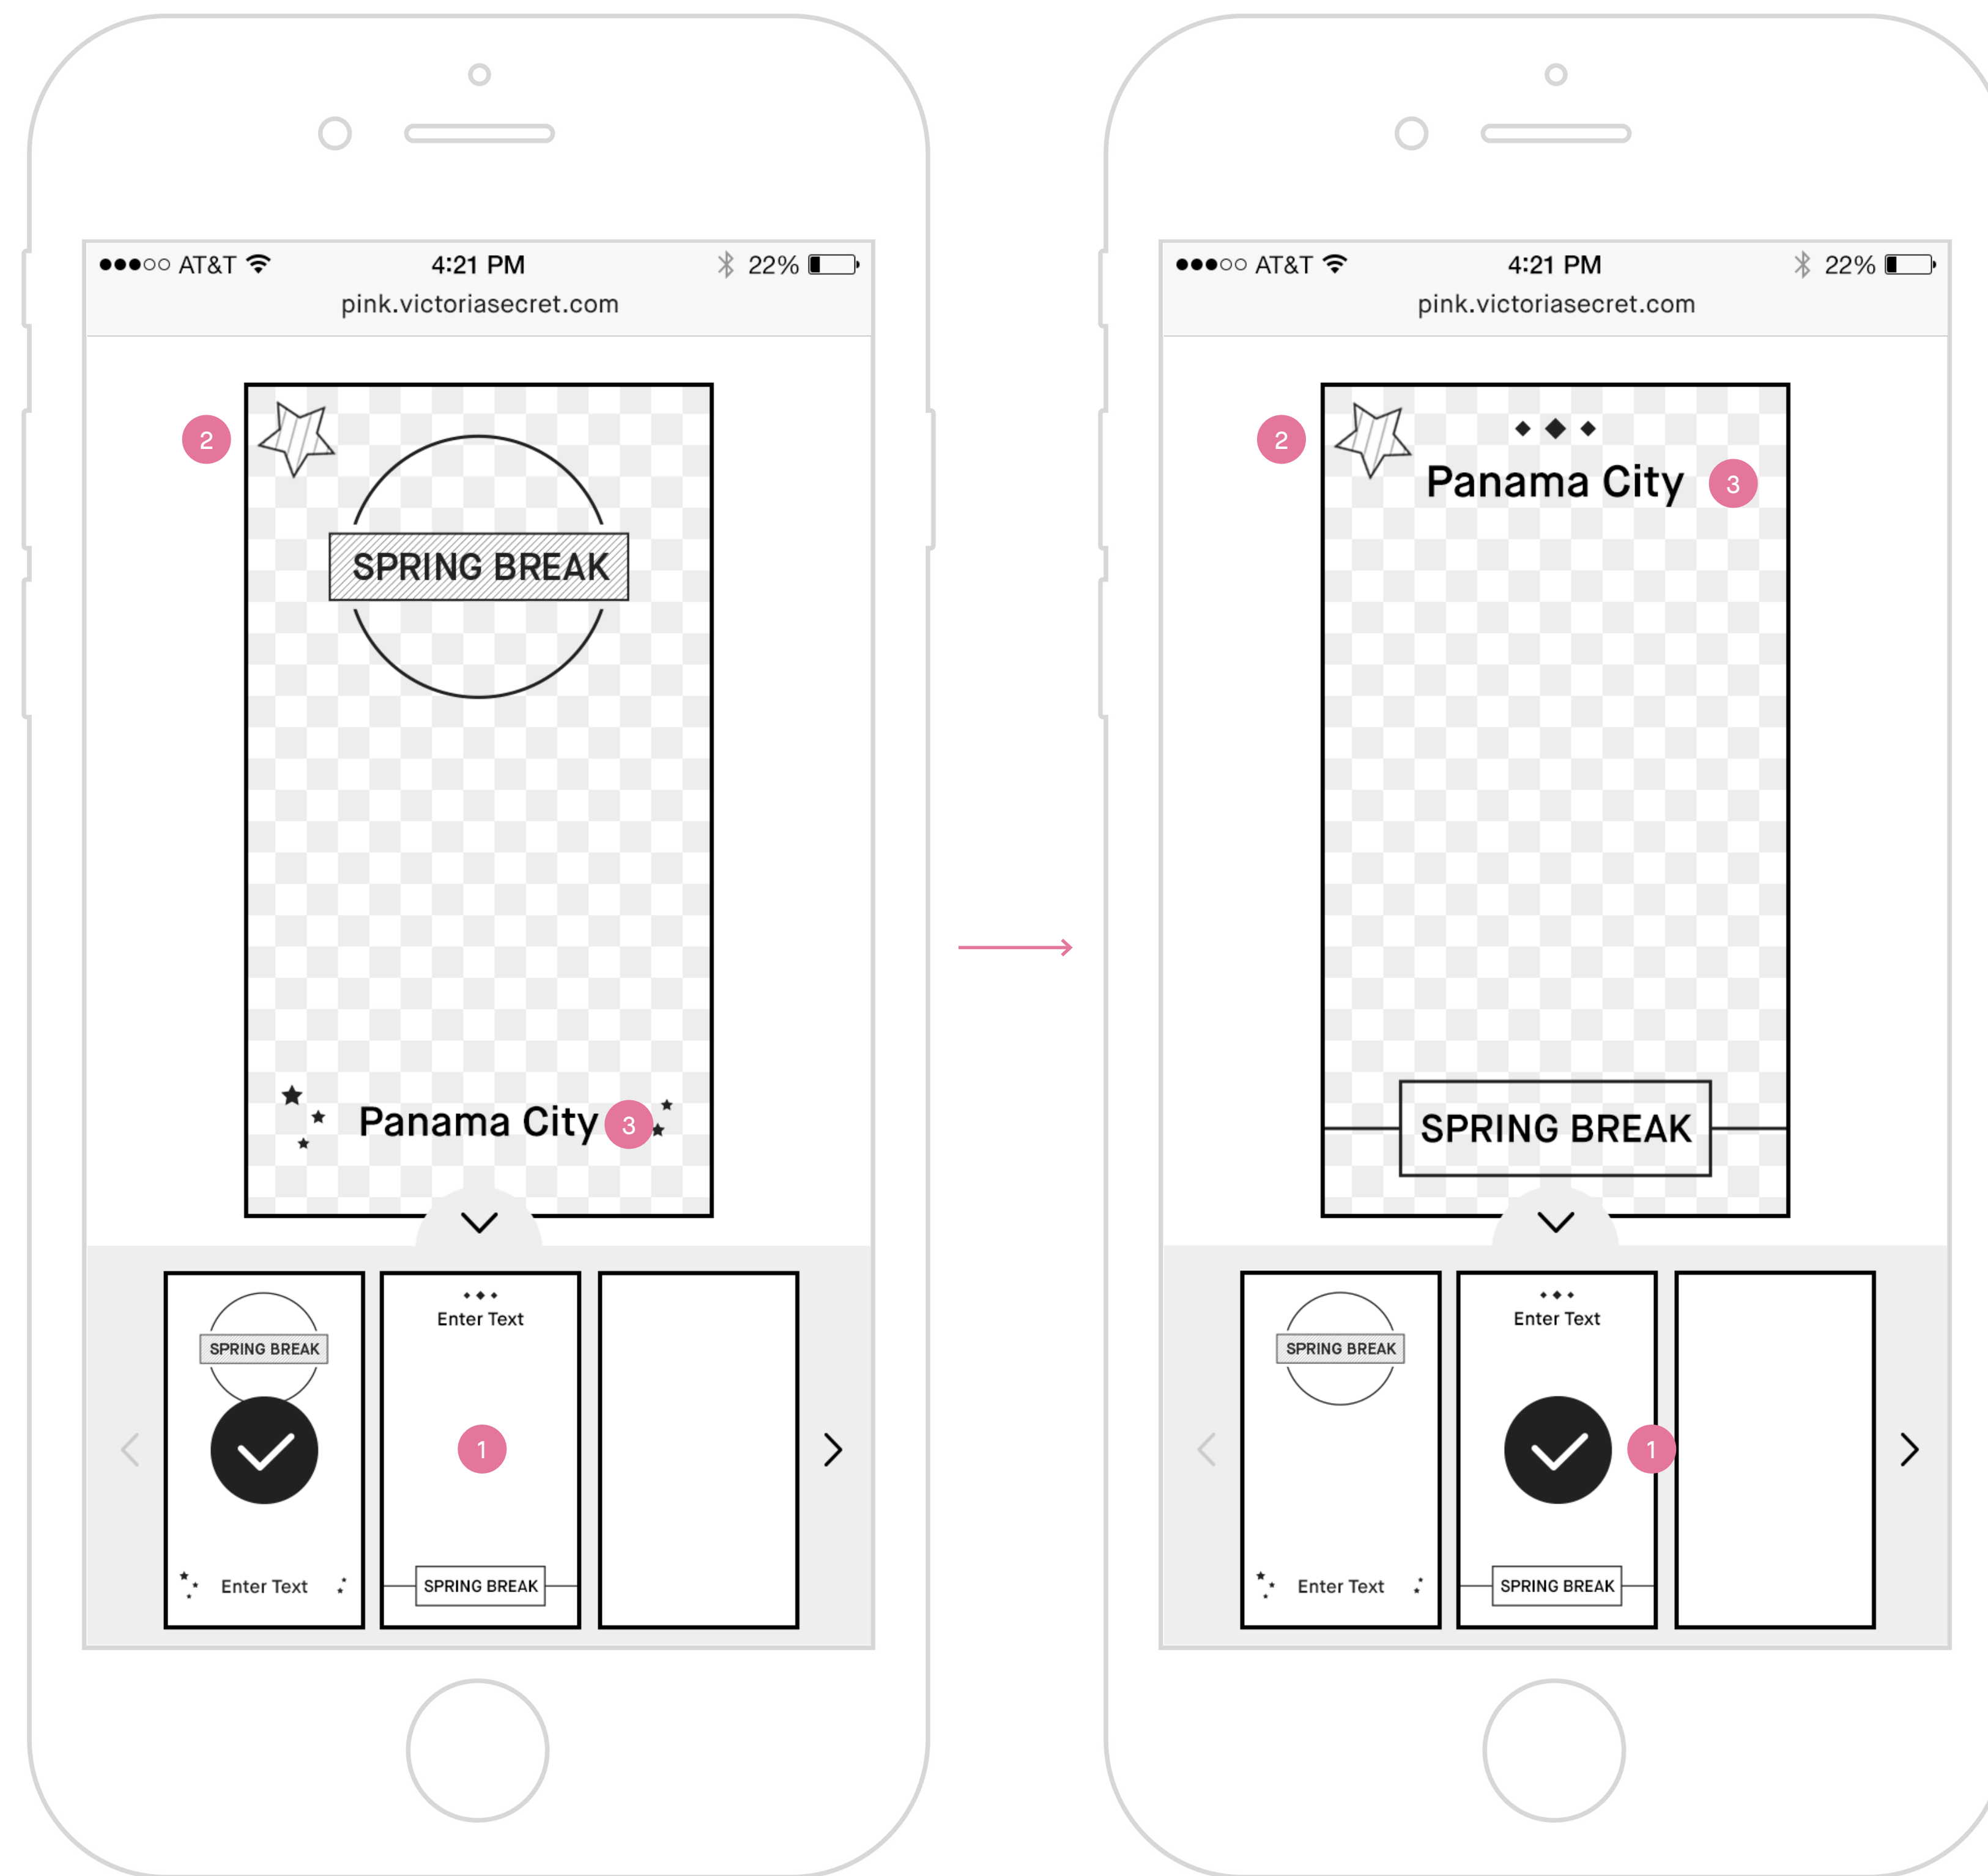 AT&T 4:21 PM 22%
pink.victoriasecret.com
2
SPRING BREAK
Panama City 3
SPRING BREAK
Enter Text
1
Enter Text
SPRING BREAK
AT&T 4:21 PM 22%
pink.victoriasecret.com
2
Panama City 3
SPRING BREAK
SPRING BREAK
Enter Text
1
Enter Text
SPRING BREAK